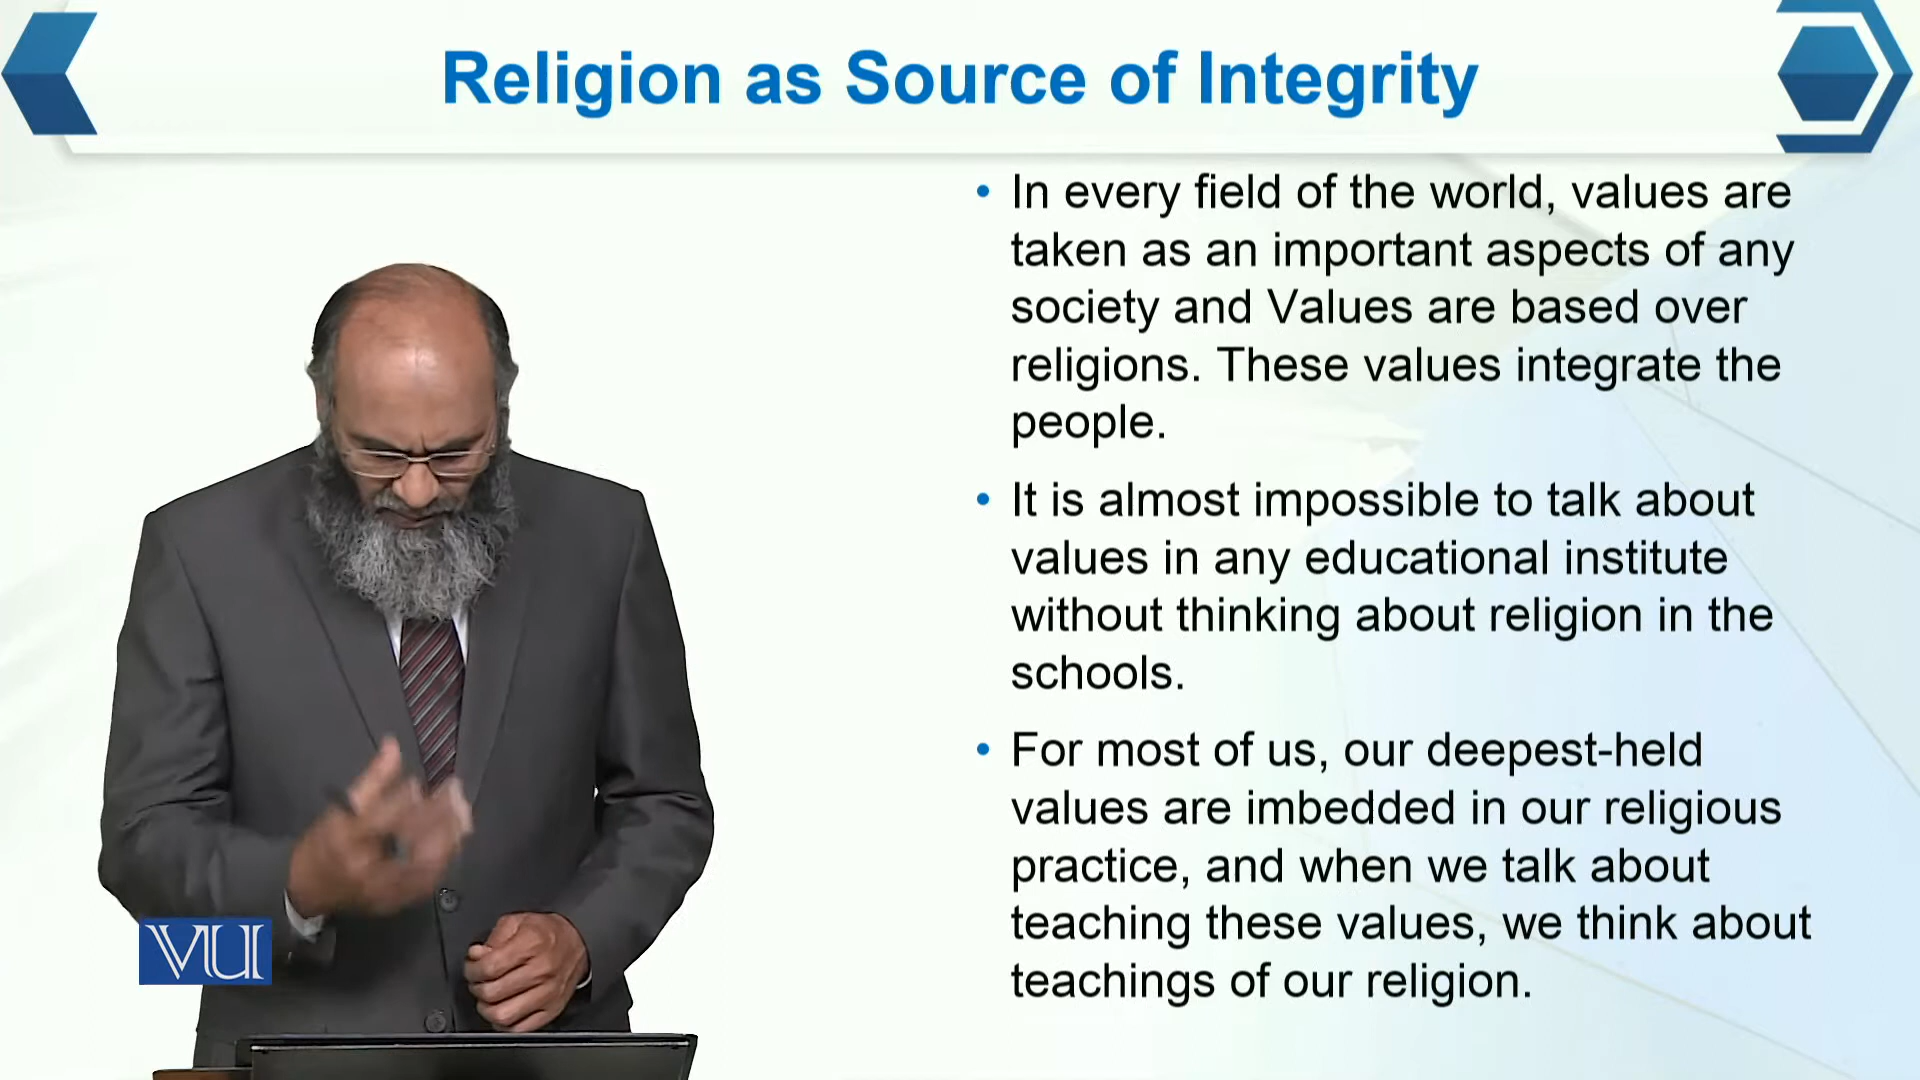 Religion as Source of Integrity
• In every field of the world, values are
taken as an important aspects of any
society and Values are based over
religions. These values integrate the
people.
• It is almost impossible to talk about
values in any educational institute
without thinking about religion in the
schools.
• For most of us, our deepest-held
values are imbedded in our religious
practice, and when we talk about
teaching these values, we think about
teachings of our religion.
VU